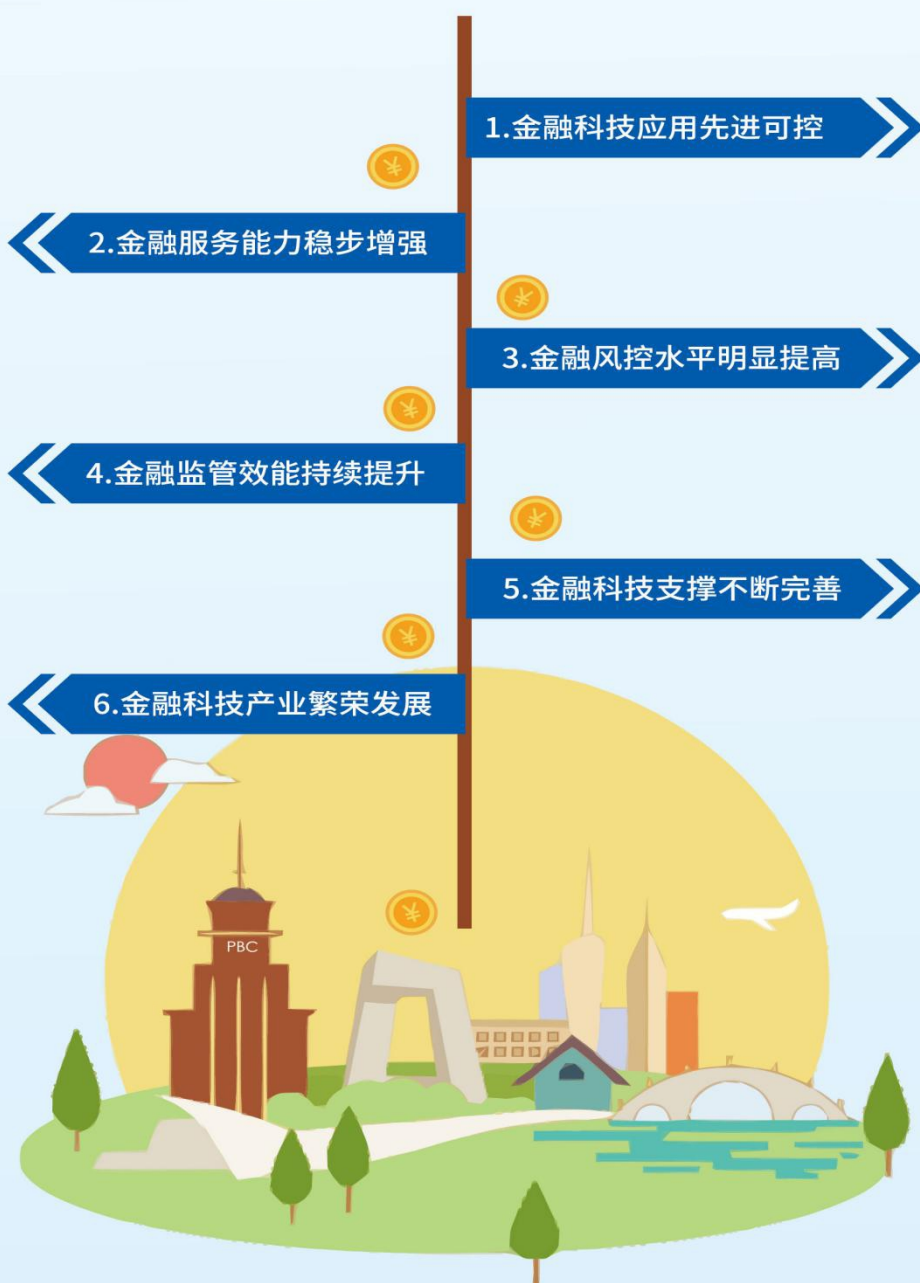 1.金融科技应用先进可控
2.金融服务能力稳步增强
3.金融风控水平明显提高
4.金融监管效能持续提升
5.金融科技支撑不断完善
6.金融科技产业繁荣发展
PBC